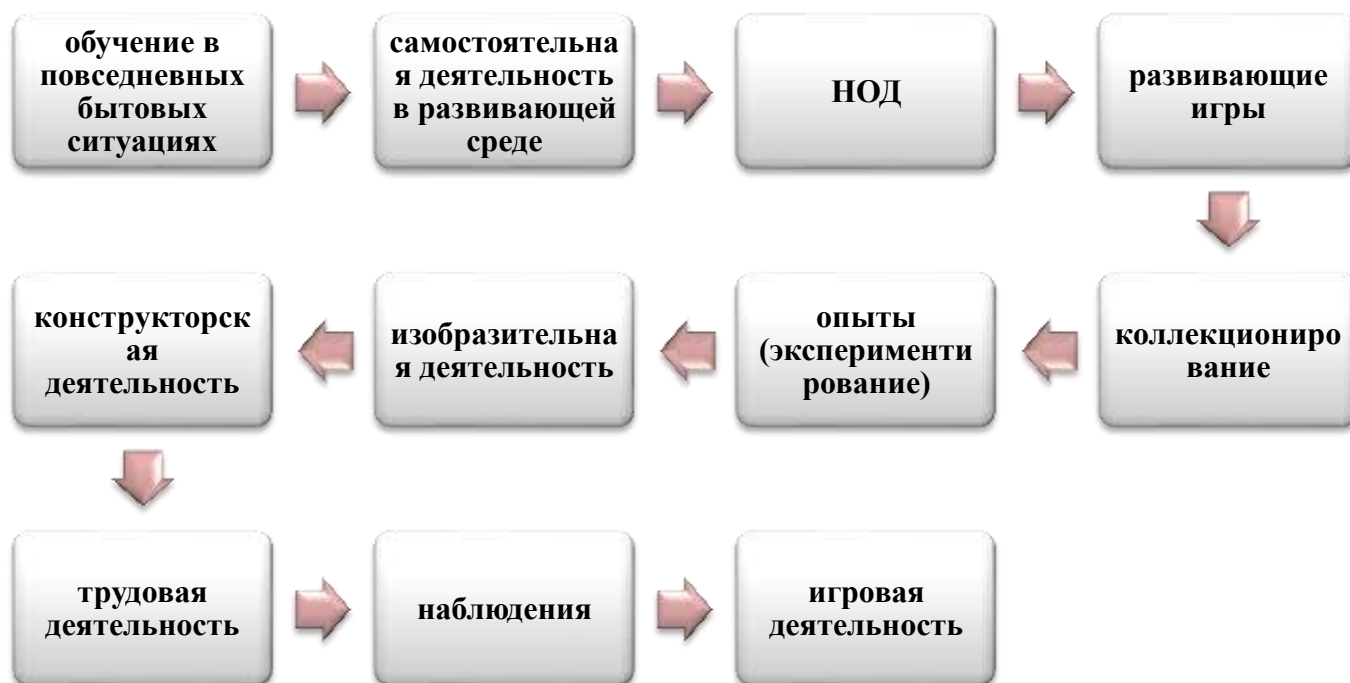 обучение в
повседневных
бытовых
ситуациях
самостоятельна
я деятельность
в развивающей
среде
НОД
развивающие
игры
коллекциониро
вание
опыты
(эксперименти
рование)
изобразительна
я деятельность
конструкторск
ая
деятельность
трудовая
деятельность
наблюдения
игровая
деятельность